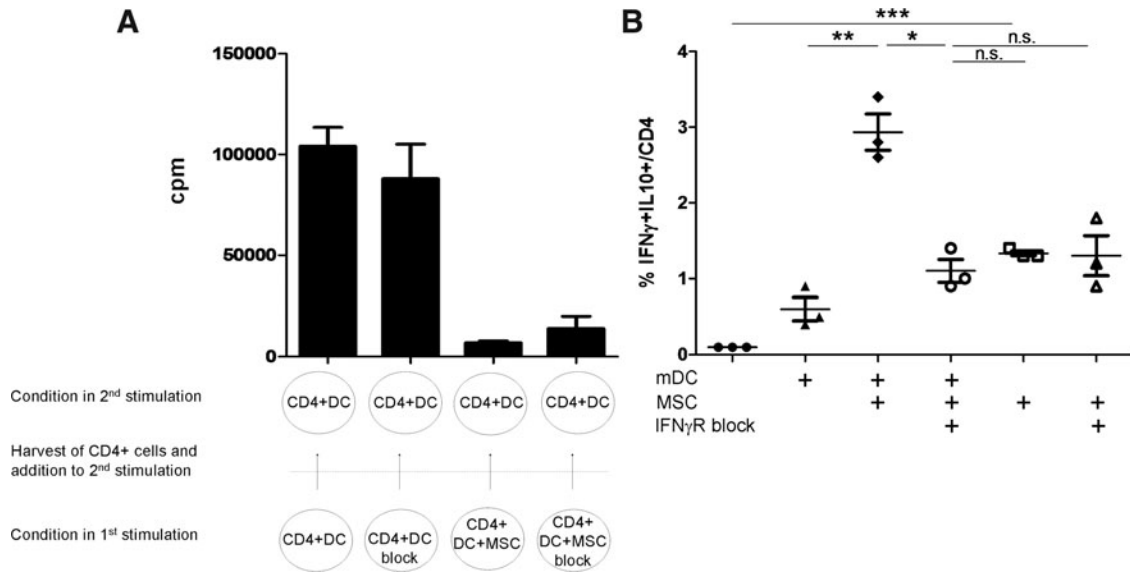 A
cpm
150000
100000
50000
0
Condition in 2nd stimulation
CD4+DC
CD4+DC
CD4+DC
CD4+DC
Harvest of CD4+ cells and
addition to 2nd stimulation
Condition in 1st stimulation
CD4+DC
CD4+DC
block
CD4+
DC+MSC
CD4+
DC+MSC
block
B
% IFNγ+IL10+/CD4
4
3
2
1
0
***
**
*
n.s.
n.s.
mDC + + +
MSC + + + +
IFNγR block + +